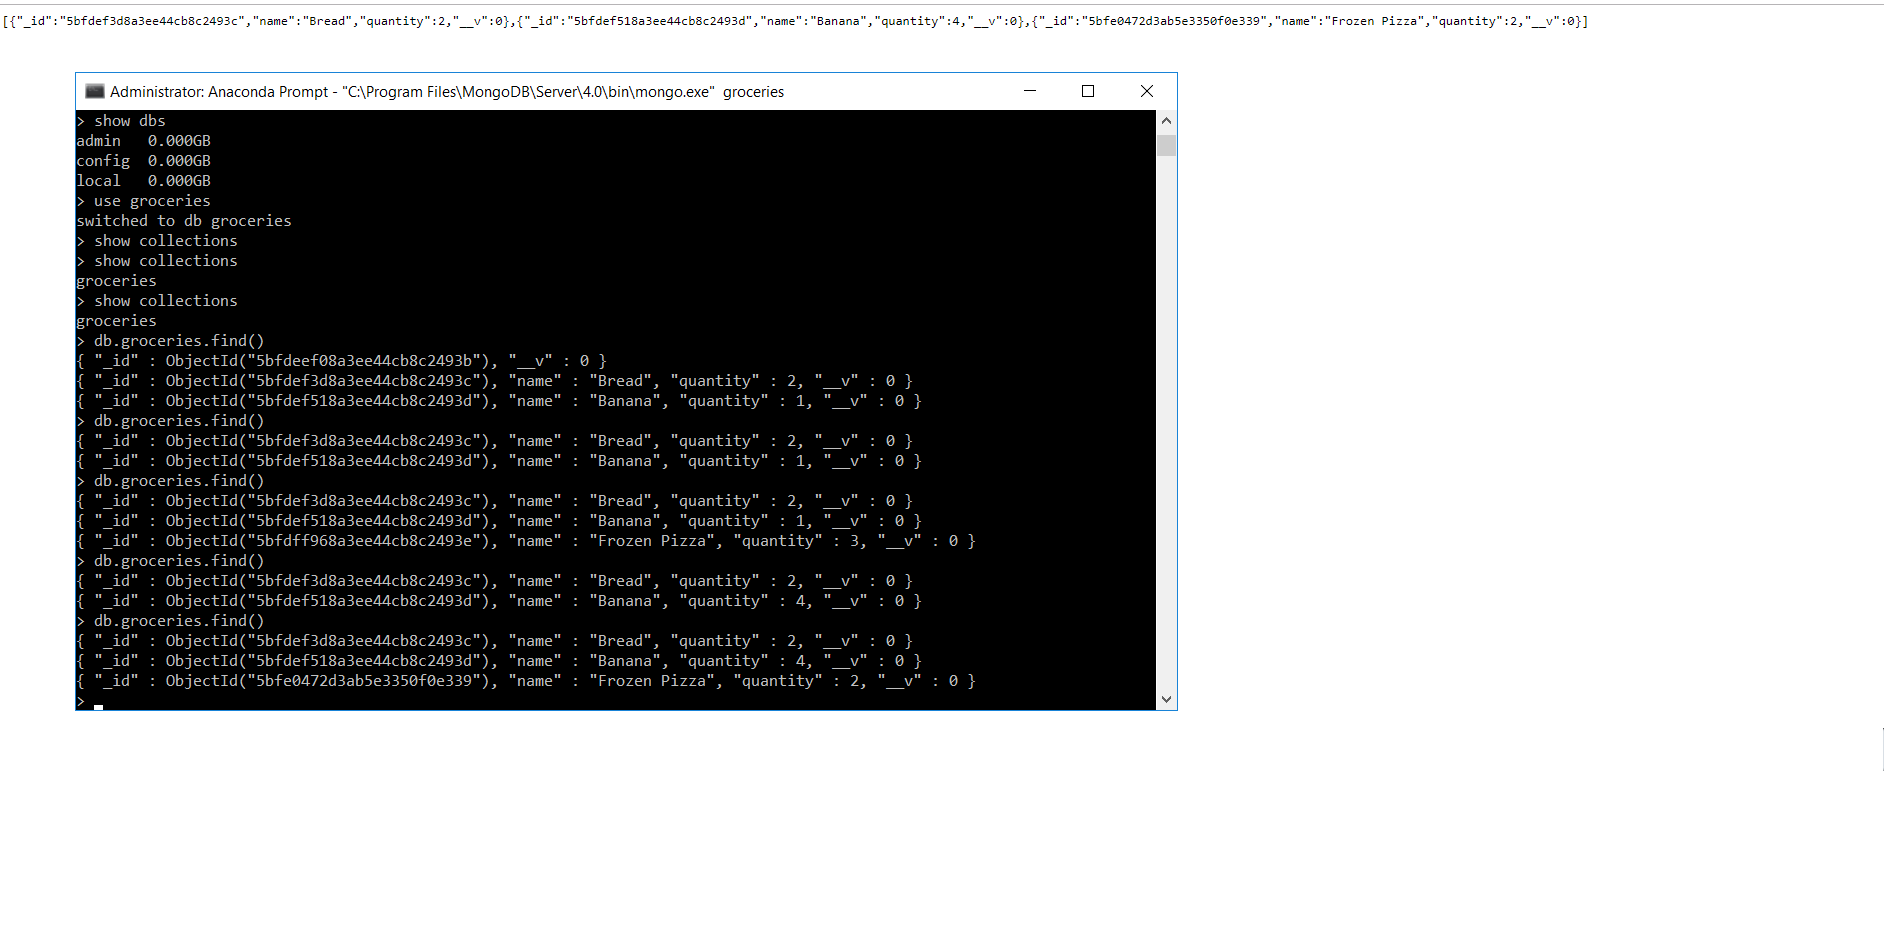 [{"_id":"5bfdef3d8a3ee44cb8c2493c","name":"Bread","quantity":2,"__v":0},{"_id":"5bfdef518a3ee44cb8c2493d","name":"Banana","quantity":4,"__v":0},{"_id":"5bfe0472d3ab5e3350f0e339","name":"Frozen Pizza","quantity":2,"__v":0}]
Administrator: Anaconda Prompt - "C:\Program Files\MongoDB\Server\4.0\bin\mongo.exe"  groceries
> show dbs
admin   0.000GB
config  0.000GB
local   0.000GB
> use groceries
switched to db groceries
> show collections
> show collections
groceries
> show collections
groceries
> db.groceries.find()
{ "_id" : ObjectId("5bfdeef08a3ee44cb8c2493b"), "__v" : 0 }
{ "_id" : ObjectId("5bfdef3d8a3ee44cb8c2493c"), "name" : "Bread", "quantity" : 2, "__v" : 0 }
{ "_id" : ObjectId("5bfdef518a3ee44cb8c2493d"), "name" : "Banana", "quantity" : 1, "__v" : 0 }
> db.groceries.find()
{ "_id" : ObjectId("5bfdef3d8a3ee44cb8c2493c"), "name" : "Bread", "quantity" : 2, "__v" : 0 }
{ "_id" : ObjectId("5bfdef518a3ee44cb8c2493d"), "name" : "Banana", "quantity" : 1, "__v" : 0 }
> db.groceries.find()
{ "_id" : ObjectId("5bfdef3d8a3ee44cb8c2493c"), "name" : "Bread", "quantity" : 2, "__v" : 0 }
{ "_id" : ObjectId("5bfdef518a3ee44cb8c2493d"), "name" : "Banana", "quantity" : 1, "__v" : 0 }
{ "_id" : ObjectId("5bfdff968a3ee44cb8c2493e"), "name" : "Frozen Pizza", "quantity" : 3, "__v" : 0 }
> db.groceries.find()
{ "_id" : ObjectId("5bfdef3d8a3ee44cb8c2493c"), "name" : "Bread", "quantity" : 2, "__v" : 0 }
{ "_id" : ObjectId("5bfdef518a3ee44cb8c2493d"), "name" : "Banana", "quantity" : 4, "__v" : 0 }
> db.groceries.find()
{ "_id" : ObjectId("5bfdef3d8a3ee44cb8c2493c"), "name" : "Bread", "quantity" : 2, "__v" : 0 }
{ "_id" : ObjectId("5bfdef518a3ee44cb8c2493d"), "name" : "Banana", "quantity" : 4, "__v" : 0 }
{ "_id" : ObjectId("5bfe0472d3ab5e3350f0e339"), "name" : "Frozen Pizza", "quantity" : 2, "__v" : 0 }
>